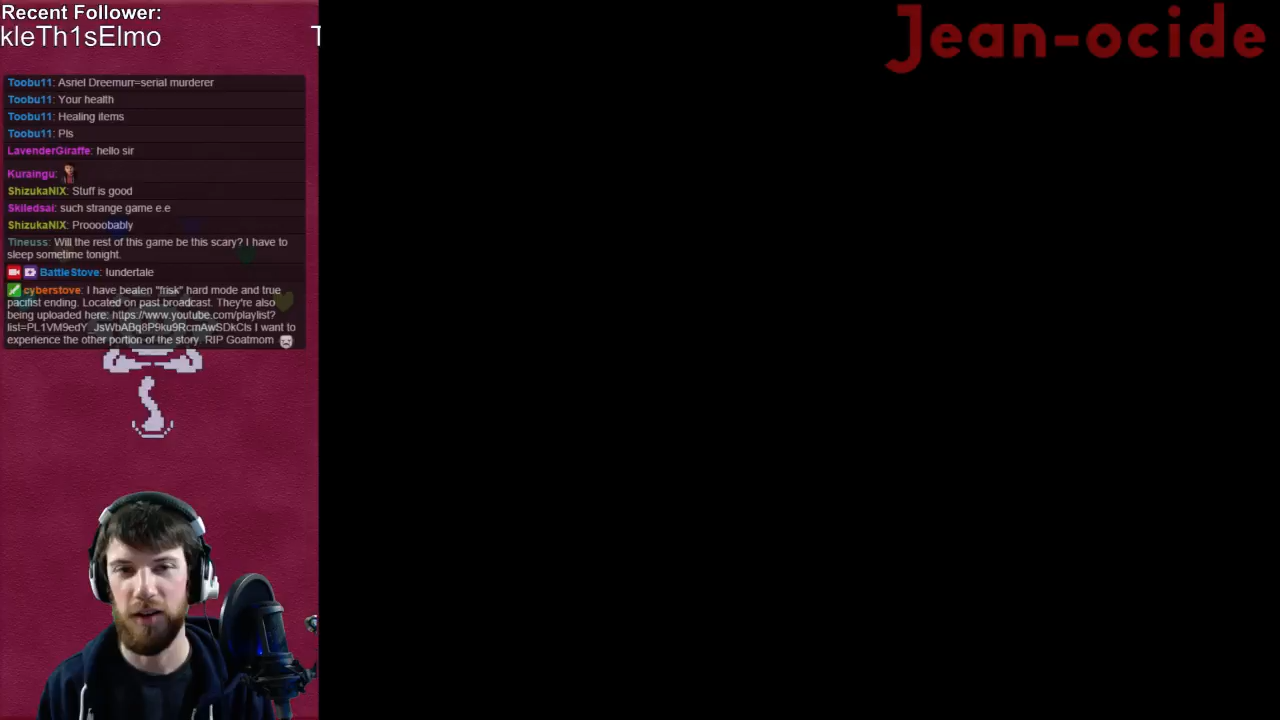 Recent Follower:
kleTh1sElmo
Jean-ocide
Toobu11: Asriel Dreemurr=serial murderer
Toobu11: Your health
Toobu11: Healing items
Toobu11: Pls
LavenderGiraffe: hello sir
Kuraingu:
ShizukaNIX: Stuff is good
Skiledsai: such strange game e.e
ShizukaNIX: Proooobably
Tineuss: Will the rest of this game be this scary? I have to
sleep sometime tonight.
BattleStove: !undertale
cyberstove: I have beaten "frisk" hard mode and true
pacifist ending. Located on past broadcast. They're also
being uploaded here: https://www.youtube.com/playlist?
I want to
experience the other portion of the story. RIP Goatmom